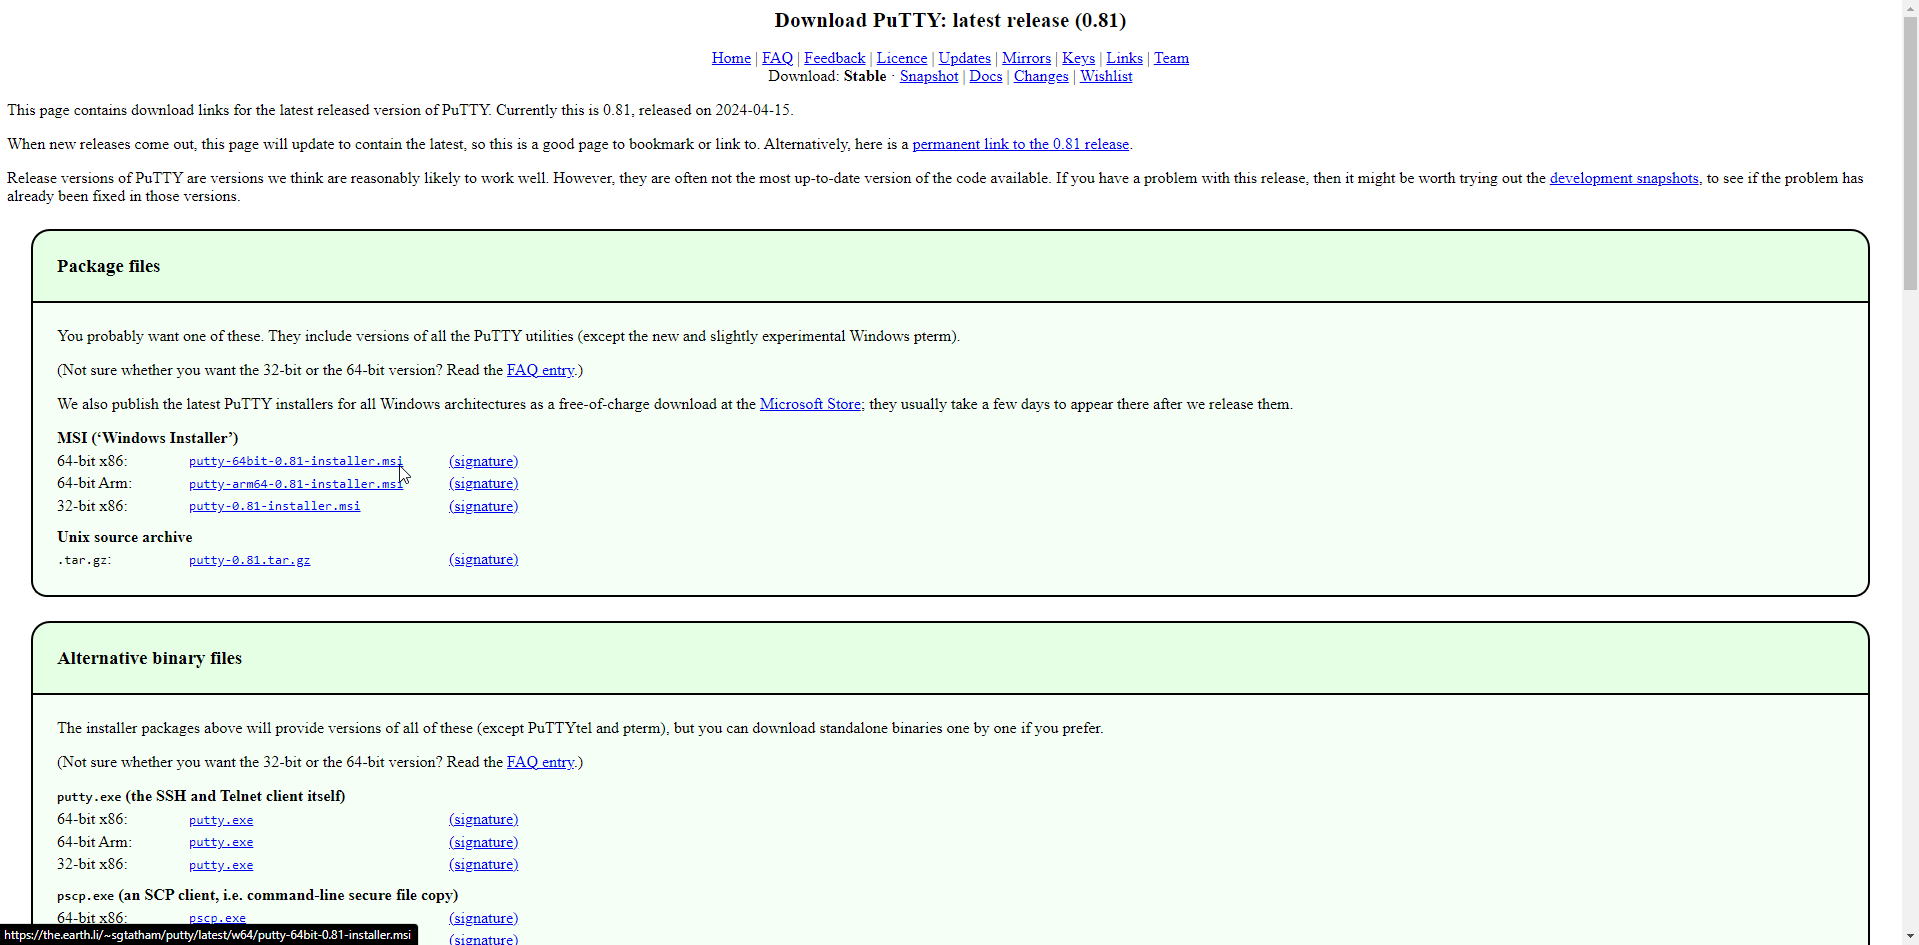 Download PuTTY: latest release (0.81)
Home | FAQ | Feedback | Licence | Updates | Mirrors | Keys | Links | Team
Download: Stable · Snapshot | Docs | Changes | Wishlist
This page contains download links for the latest released version of PuTTY. Currently this is 0.81, released on 2024-04-15.
When new releases come out, this page will update to contain the latest, so this is a good page to bookmark or link to. Alternatively, here is a permanent link to the 0.81 release.
Release versions of PuTTY are versions we think are reasonably likely to work well. However, they are often not the most up-to-date version of the code available. If you have a problem with this release, then it might be worth trying out the development snapshots, to see if the problem has
already been fixed in those versions.
Package files
You probably want one of these. They include versions of all the PuTTY utilities (except the new and slightly experimental Windows pterm).
(Not sure whether you want the 32-bit or the 64-bit version? Read the FAQ entry.)
We also publish the latest PuTTY installers for all Windows architectures as a free-of-charge download at the Microsoft Store; they usually take a few days to appear there after we release them.
MSI (‘Windows Installer’)
64-bit x86: putty-64bit-0.81-installer.msi (signature)
64-bit Arm: putty-arm64-0.81-installer.msi (signature)
32-bit x86: putty-0.81-installer.msi (signature)
Unix source archive
.tar.gz: putty-0.81.tar.gz (signature)
Alternative binary files
The installer packages above will provide versions of all of these (except PuTTYtel and pterm), but you can download standalone binaries one by one if you prefer.
(Not sure whether you want the 32-bit or the 64-bit version? Read the FAQ entry.)
putty.exe (the SSH and Telnet client itself)
64-bit x86: putty.exe (signature)
64-bit Arm: putty.exe (signature)
32-bit x86: putty.exe (signature)
pscp.exe (an SCP client, i.e. command-line secure file copy)
64-bit x86: pscp.exe (signature)
(signature)
https://the.earth.li/~sgtatham/putty/latest/w64/putty-64bit-0.81-installer.msi